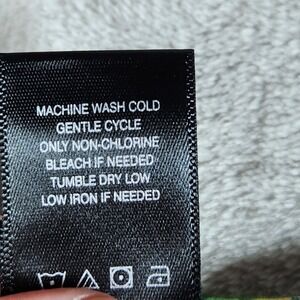 MACHINE WASH COLD
GENTLE CYCLE
ONLY NON-CHLORINE
BLEACH IF NEEDED
TUMBLE DRY LOW
LOW IRON IF NEEDED